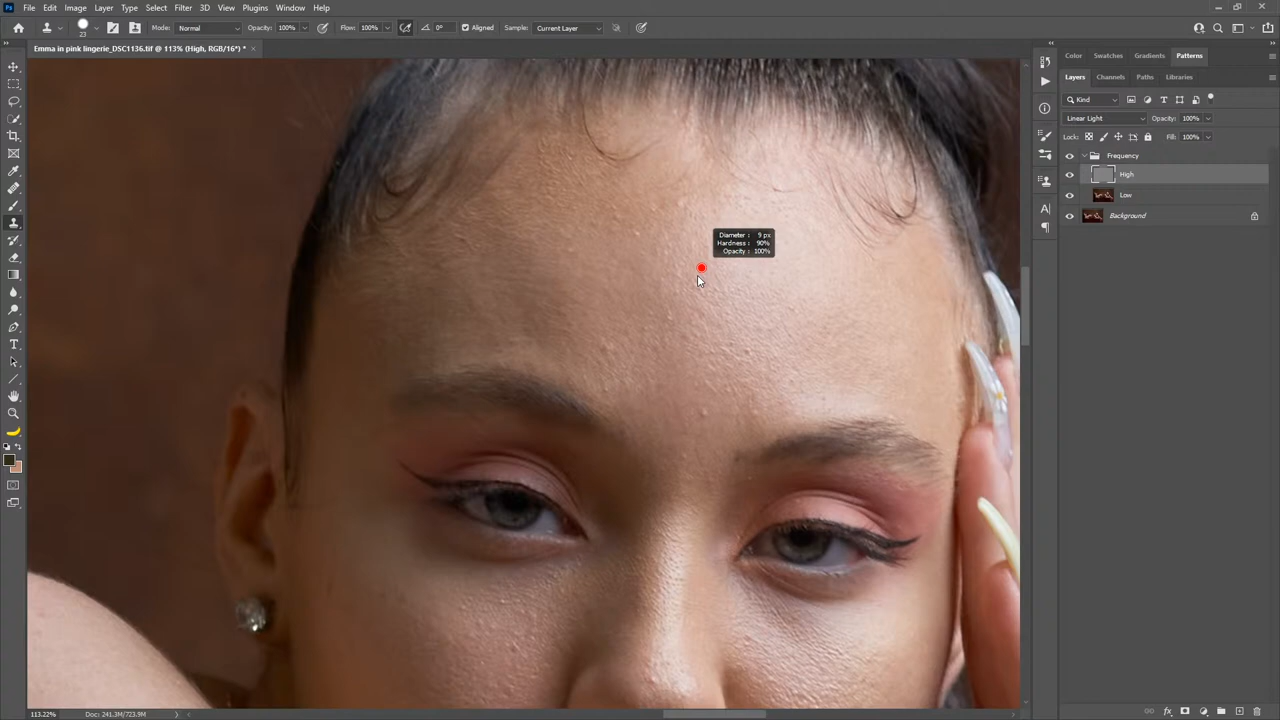 Ps File Edit Image Layer Type Select Filter 3D View Plugins Window Help
23 Mode: Normal Opacity: 100% Flow: 100% 0° Aligned Sample: Current Layer
Emma in pink lingerie_DSC1136.tif @ 113% (High, RGB/16*) * ×
Color Swatches Gradients Patterns
Layers Channels Paths Libraries
Kind
Linear Light Opacity: 100%
Lock: Fill: 100%
Frequency
High
Low
Background
Diameter : 9 px
Hardness : 90%
Opacity : 100%
113.22% Doc: 241.3M/723.9M